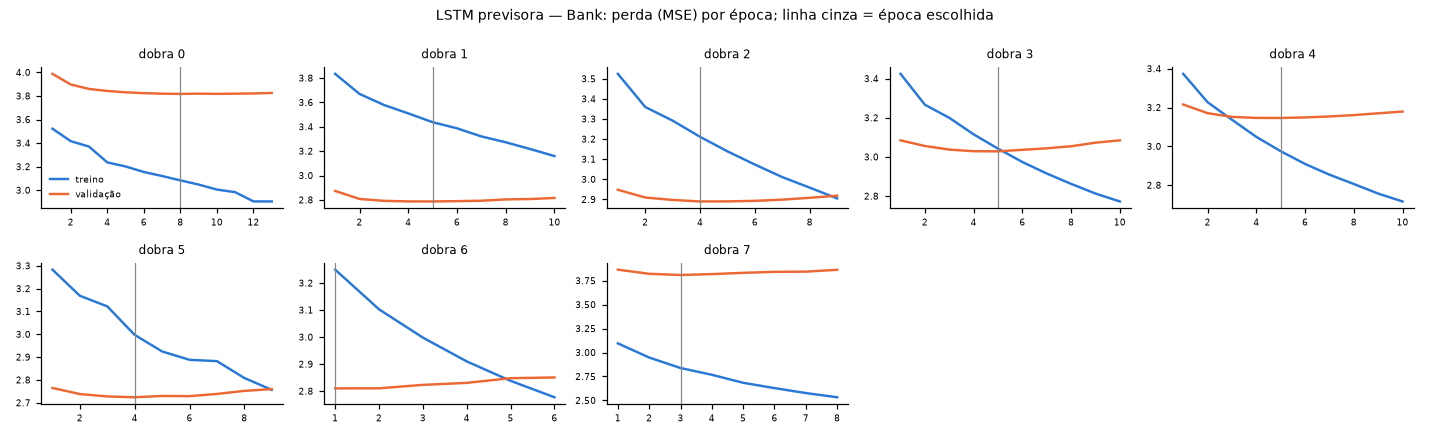 LSTM previsora — Bank: perda (MSE) por época; linha cinza = época escolhida
dobra 0
4.0
3.8
3.6
3.4
3.2
3.0
treino
validação
2 4 6 8 10 12
dobra 1
3.8
3.6
3.4
3.2
3.0
2.8
2 4 6 8 10
dobra 2
3.5
3.4
3.3
3.2
3.1
3.0
2.9
2 4 6 8
dobra 3
3.4
3.2
3.0
2.8
2 4 6 8 10
dobra 4
3.4
3.2
3.0
2.8
2 4 6 8 10
dobra 5
3.3
3.2
3.1
3.0
2.9
2.8
2.7
2 4 6 8
dobra 6
3.2
3.1
3.0
2.9
2.8
1 2 3 4 5 6
dobra 7
3.75
3.50
3.25
3.00
2.75
2.50
1 2 3 4 5 6 7 8